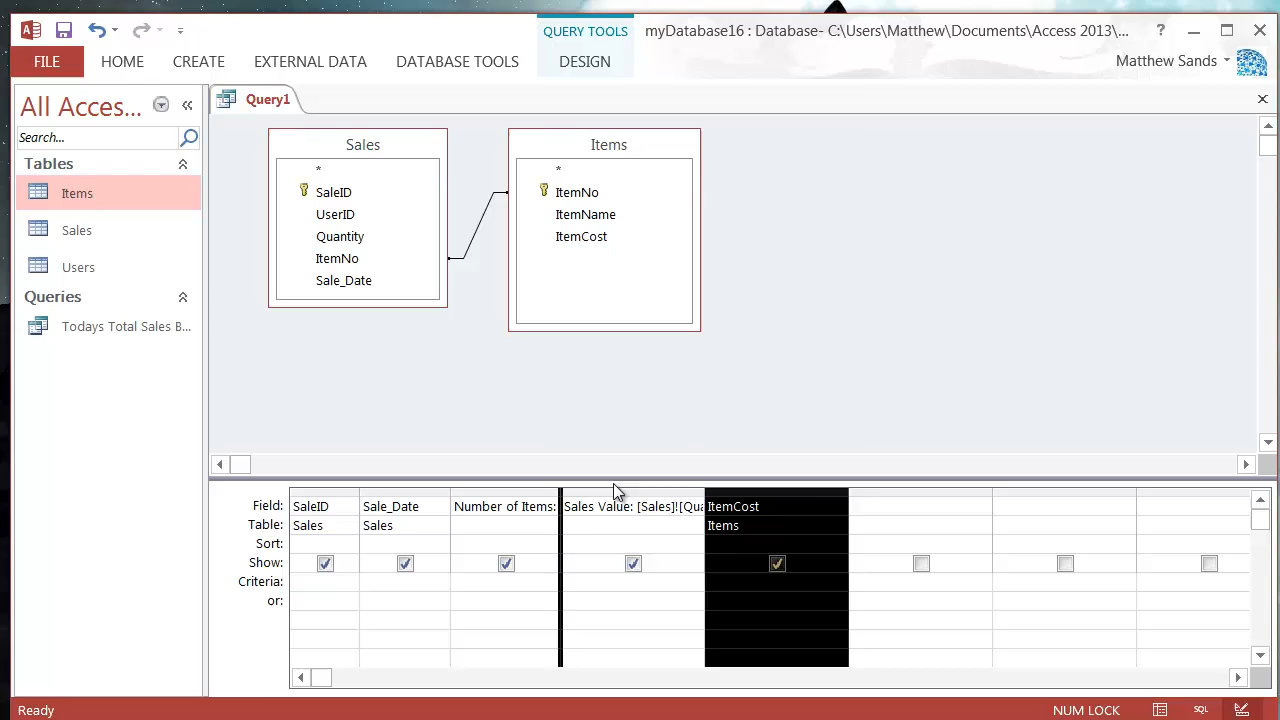 QUERY TOOLS
myDatabase16 : Database- C:\Users\Matthew\Documents\Access 2013\...
?
FILE
HOME
CREATE
EXTERNAL DATA
DATABASE TOOLS
DESIGN
Matthew Sands
All Acces...
Query1
Search...
Tables
Items
Sales
Users
Queries
Todays Total Sales B...
Sales
*
SaleID
UserID
Quantity
ItemNo
Sale_Date
Items
*
ItemNo
ItemName
ItemCost
Field: SaleID Sale_Date Number of Items: Sales Value: [Sales]![Qua ItemCost
Table: Sales Sales Items
Sort:
Show:
Criteria:
or:
Ready
NUM LOCK
SQL